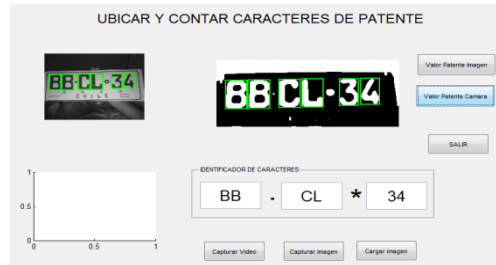 UBICAR Y CONTAR CARACTERES DE PATENTE
BB·CL·34
CHILE
BB·CL·34
Valor Patente Imagen
Valor Patente Camara
SALIR
IDENTIFICADOR DE CARACTERES
BB . CL * 34
1
0.5
0
0 0.5 1
Capturar Video
Capturar Imagen
Cargar Imagen